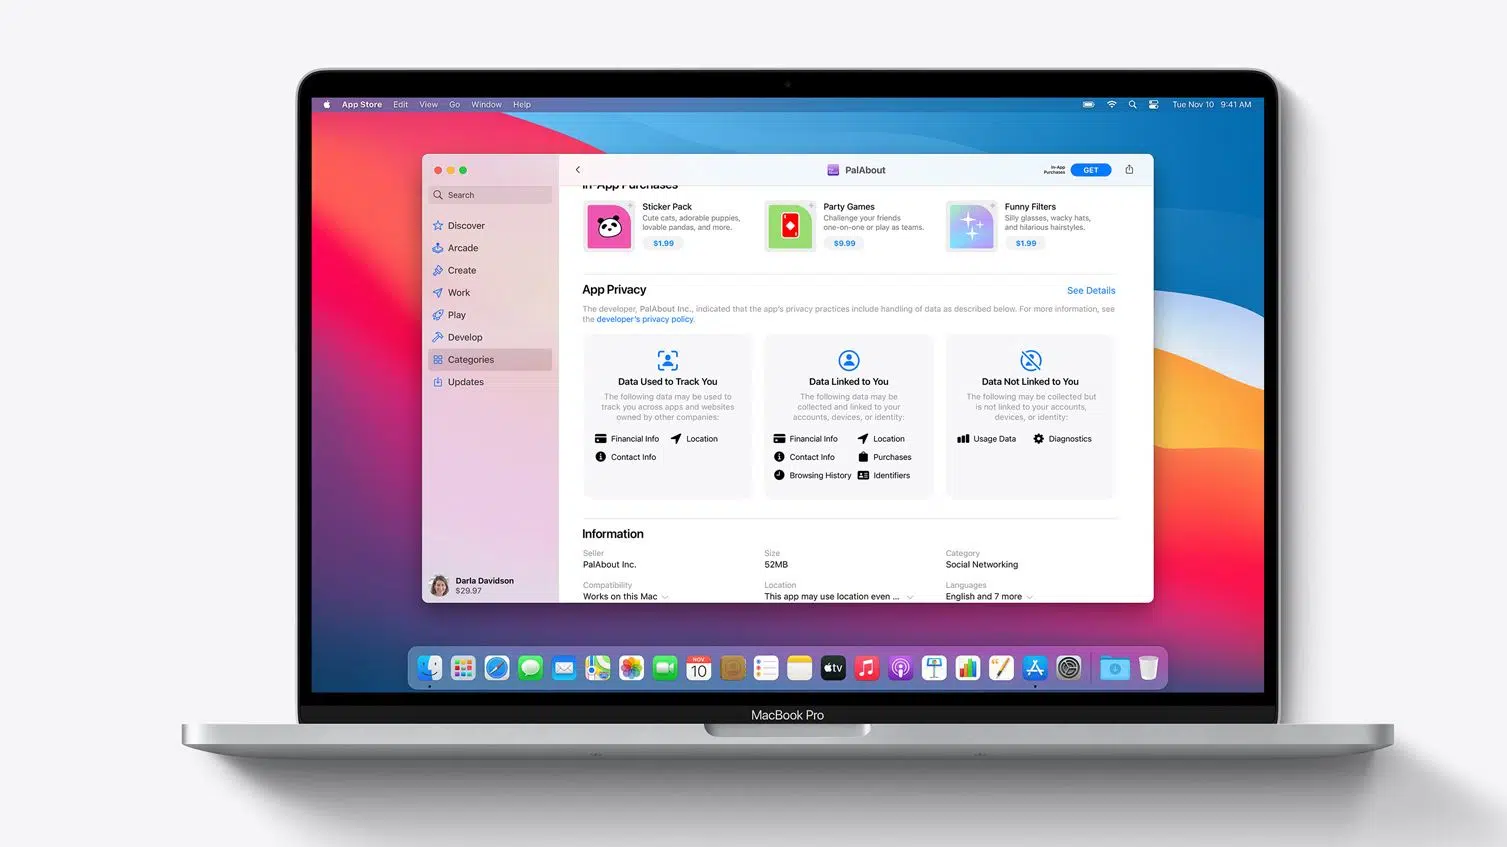 App Store Edit View Go Window Help
Tue Nov 10 9:41 AM
Search
Discover
Arcade
Create
Work
Play
Develop
Categories
Updates
Darla Davidson
$29.97
PalAbout
In-App
Purchases
GET
In-App Purchases
Sticker Pack
Cute cats, adorable puppies,
lovable pandas, and more.
$1.99
Party Games
Challenge your friends
one-on-one or play as teams.
$9.99
Funny Filters
Silly glasses, wacky hats,
and hilarious hairstyles.
$1.99
App Privacy
See Details
The developer, PalAbout Inc., indicated that the app's privacy practices include handling of data as described below. For more information, see
the developer's privacy policy.
Data Used to Track You
The following data may be used to
track you across apps and websites
owned by other companies:
Financial Info Location
Contact Info
Data Linked to You
The following data may be
collected and linked to your
accounts, devices, or identity:
Financial Info Location
Contact Info Purchases
Browsing History Identifiers
Data Not Linked to You
The following may be collected but
is not linked to your accounts,
devices, or identity:
Usage Data Diagnostics
Information
Seller
PalAbout Inc.
Size
52MB
Category
Social Networking
Compatibility
Works on this Mac
Location
This app may use location even ...
Languages
English and 7 more
NOV
10
tv
MacBook Pro